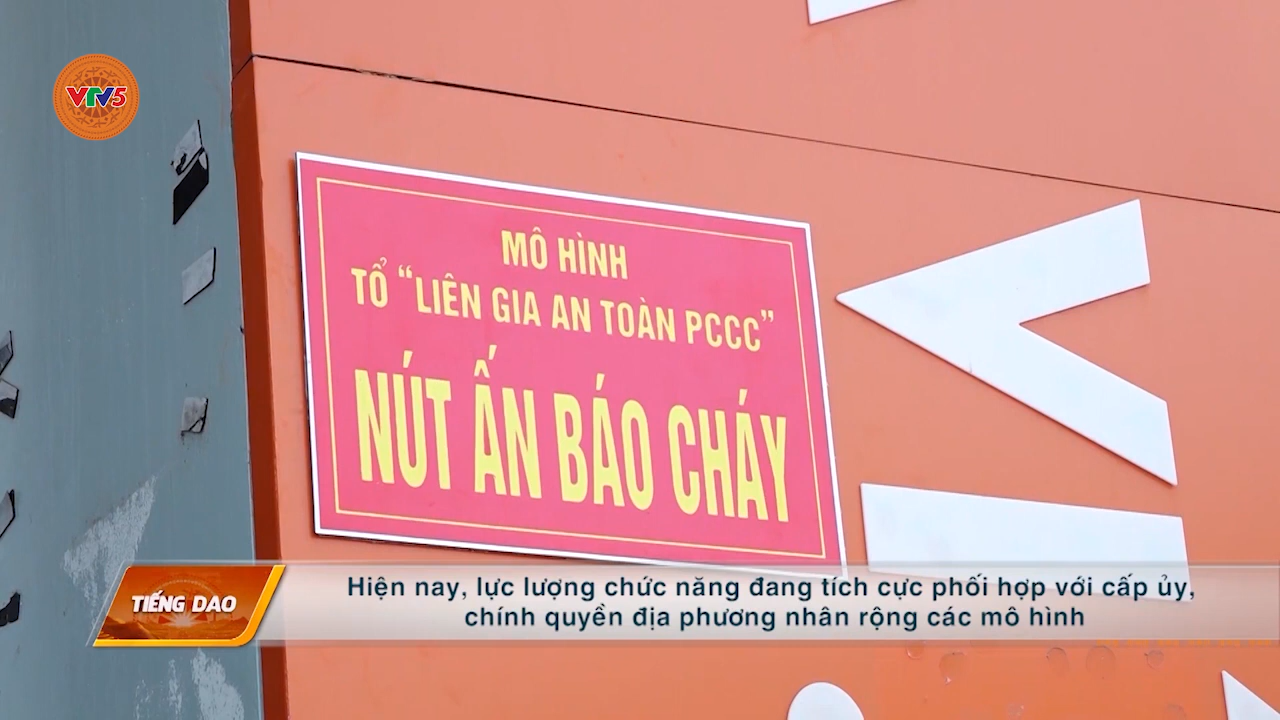 VTV5
MÔ HÌNH
TỔ “LIÊN GIA AN TOÀN PCCC”
NÚT ẤN BÁO CHÁY
TIẾNG DAO
Hiện nay, lực lượng chức năng đang tích cực phối hợp với cấp ủy,
chính quyền địa phương nhân rộng các mô hình